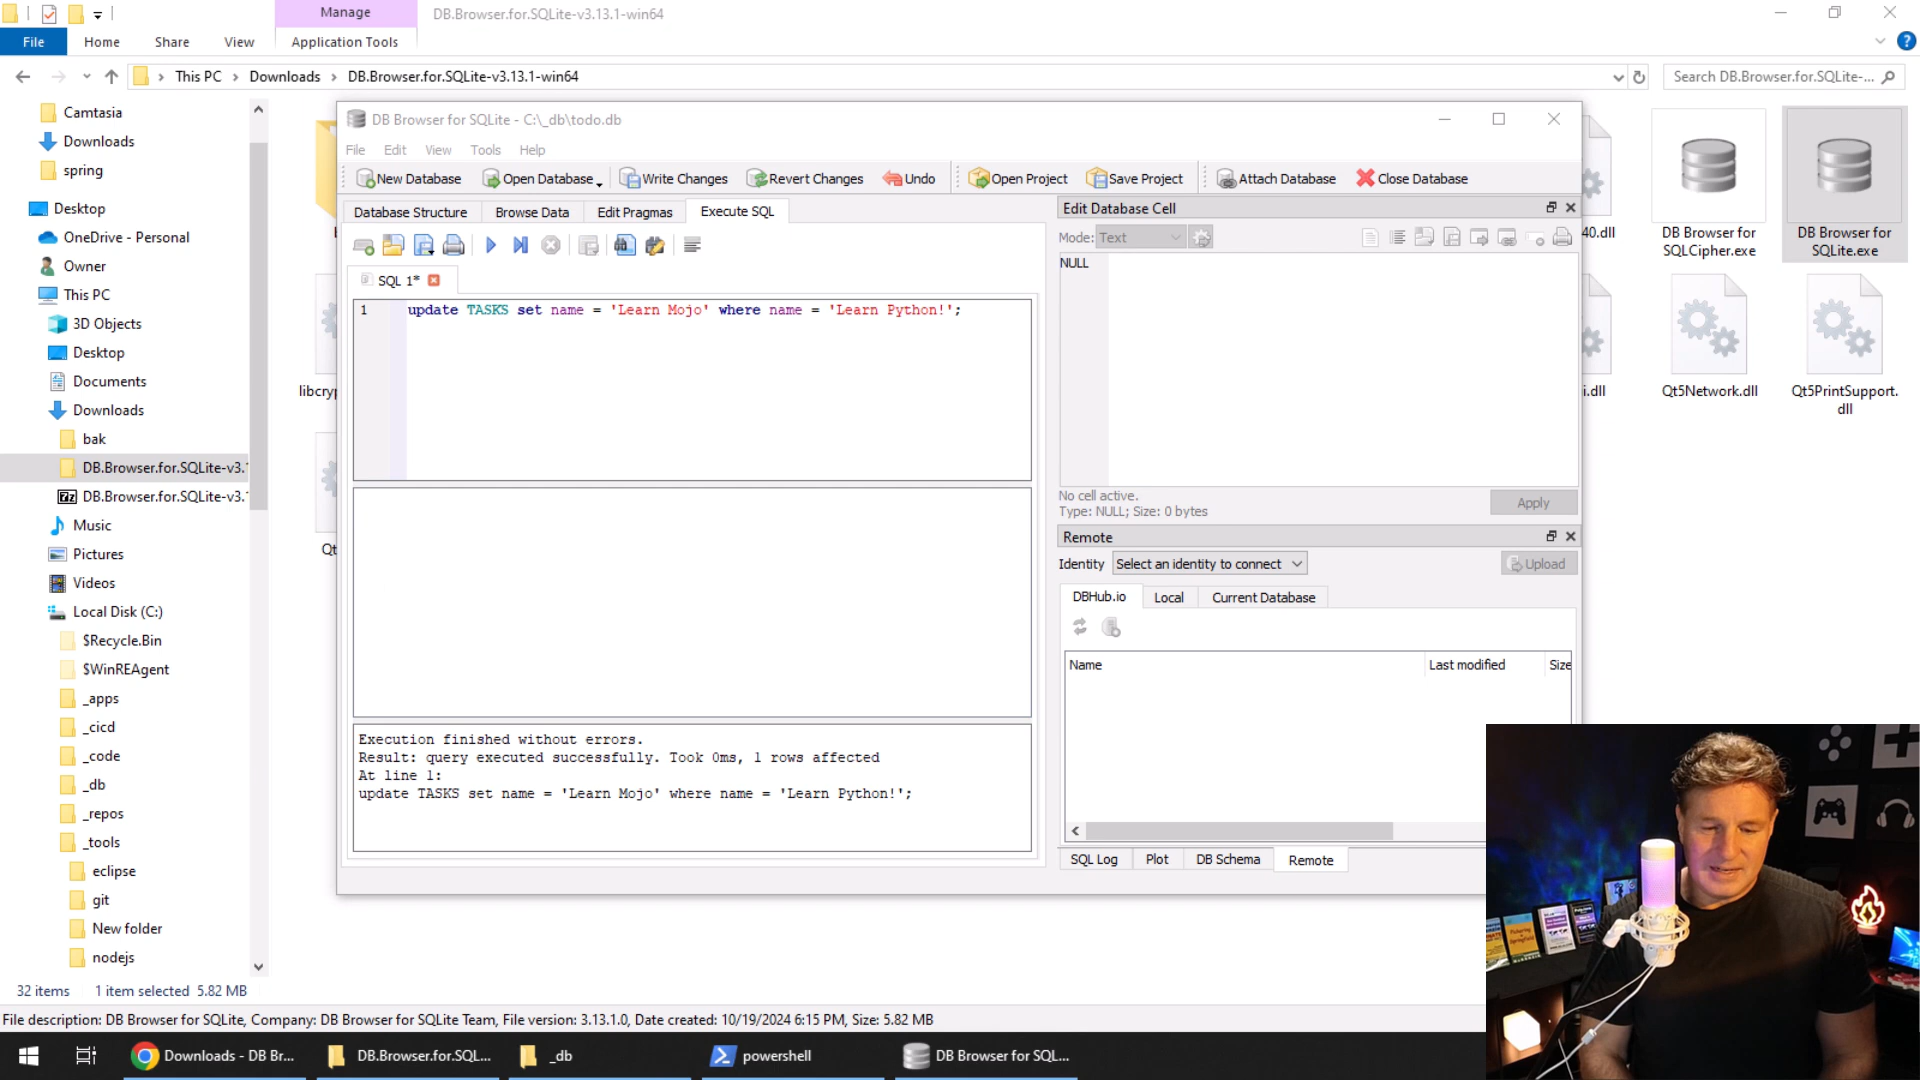 Manage
DB.Browser.for.SQLite-v3.13.1-win64
File
Home
Share
View
Application Tools
This PC
Downloads
DB.Browser.for.SQLite-v3.13.1-win64
Search DB.Browser.for.SQLite-...
Camtasia
Downloads
spring
Desktop
OneDrive - Personal
Owner
This PC
3D Objects
Desktop
Documents
Downloads
bak
DB.Browser.for.SQLite-v3.
DB.Browser.for.SQLite-v3.
Music
Pictures
Videos
Local Disk (C:)
$Recycle.Bin
$WinREAgent
_apps
_cicd
_code
_db
_repos
_tools
eclipse
git
New folder
nodejs
libcryp
Qt
DB Browser for SQLite - C:\_db\todo.db
File
Edit
View
Tools
Help
New Database
Open Database
Write Changes
Revert Changes
Undo
Open Project
Save Project
Attach Database
Close Database
Database Structure
Browse Data
Edit Pragmas
Execute SQL
SQL 1*
1
update TASKS set name = 'Learn Mojo' where name = 'Learn Python!';
Execution finished without errors.
Result: query executed successfully. Took 0ms, 1 rows affected
At line 1:
update TASKS set name = 'Learn Mojo' where name = 'Learn Python!';
Edit Database Cell
Mode:
Text
NULL
No cell active.
Type: NULL; Size: 0 bytes
Apply
Remote
Identity
Select an identity to connect
Upload
DBHub.io
Local
Current Database
Name
Last modified
Size
SQL Log
Plot
DB Schema
Remote
40.dll
DB Browser for
SQLCipher.exe
DB Browser for
SQLite.exe
i.dll
Qt5Network.dll
Qt5PrintSupport.
dll
32 items
1 item selected 5.82 MB
File description: DB Browser for SQLite, Company: DB Browser for SQLite Team, File version: 3.13.1.0, Date created: 10/19/2024 6:15 PM, Size: 5.82 MB
Downloads - DB Br...
DB.Browser.for.SQL...
_db
powershell
DB Browser for SQL...